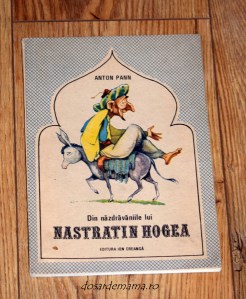 ANTON PANN
Din năzdrăvăniile lui
NASTRATIN HOGEA
EDITURA ION CREANGĂ
dosardemama.ro